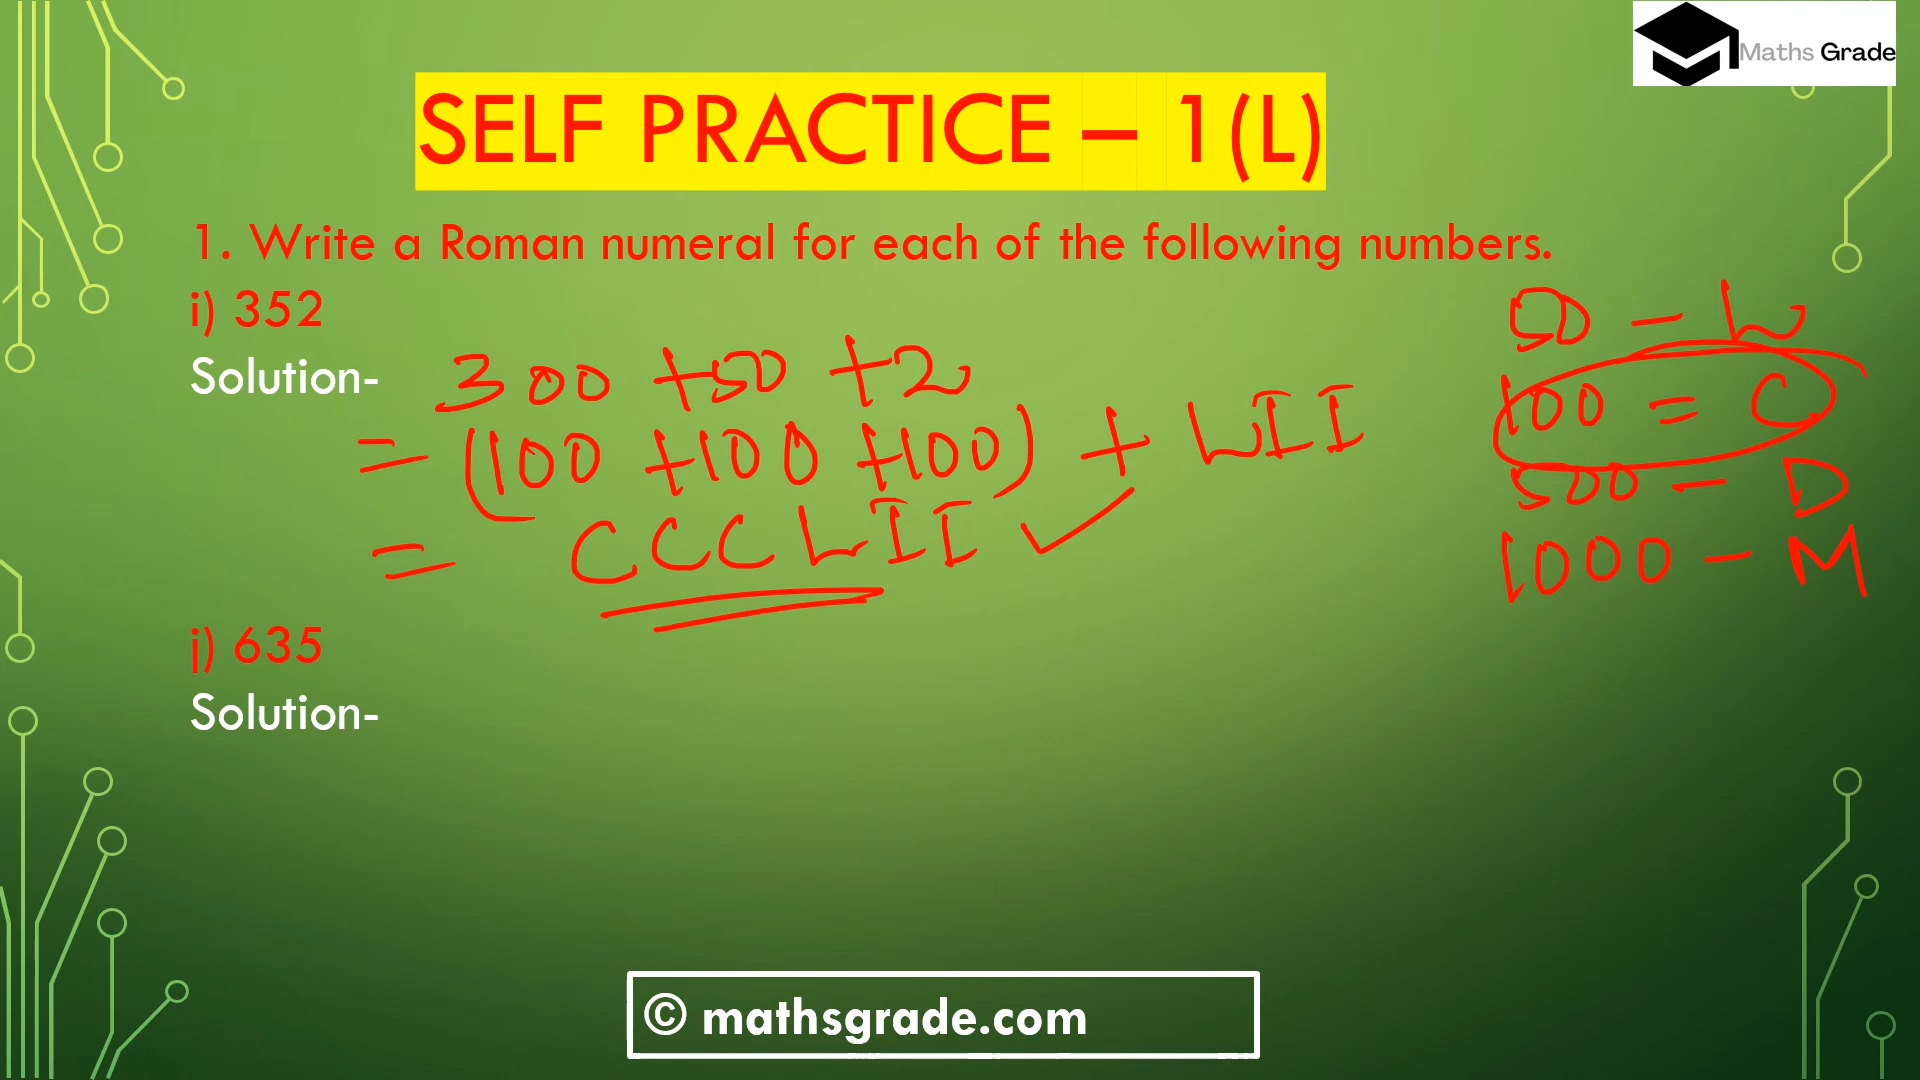 Maths Grade
SELF PRACTICE – 1(L)
1. Write a Roman numeral for each of the following numbers.
i) 352
Solution- 300 + 50 + 2
= (100 + 100 + 100) + LII
= CCCLII
50 - L
100 = C
500 - D
1000 - M
j) 635
Solution-
© mathsgrade.com